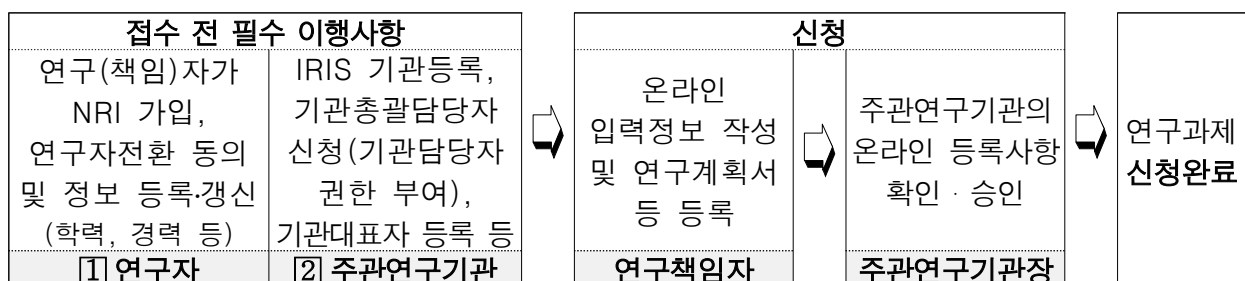 접수 전 필수 이행사항
연구(책임)자가
NRI 가입,
연구자전환 동의
및 정보 등록·갱신
(학력, 경력 등)
1 연구자
IRIS 기관등록,
기관총괄담당자
신청(기관담당자
권한 부여),
기관대표자 등록 등
2 주관연구기관
신청
온라인
입력정보 작성
및 연구계획서
등 등록
연구책임자
주관연구기관의
온라인 등록사항
확인 · 승인
주관연구기관장
연구과제
신청완료